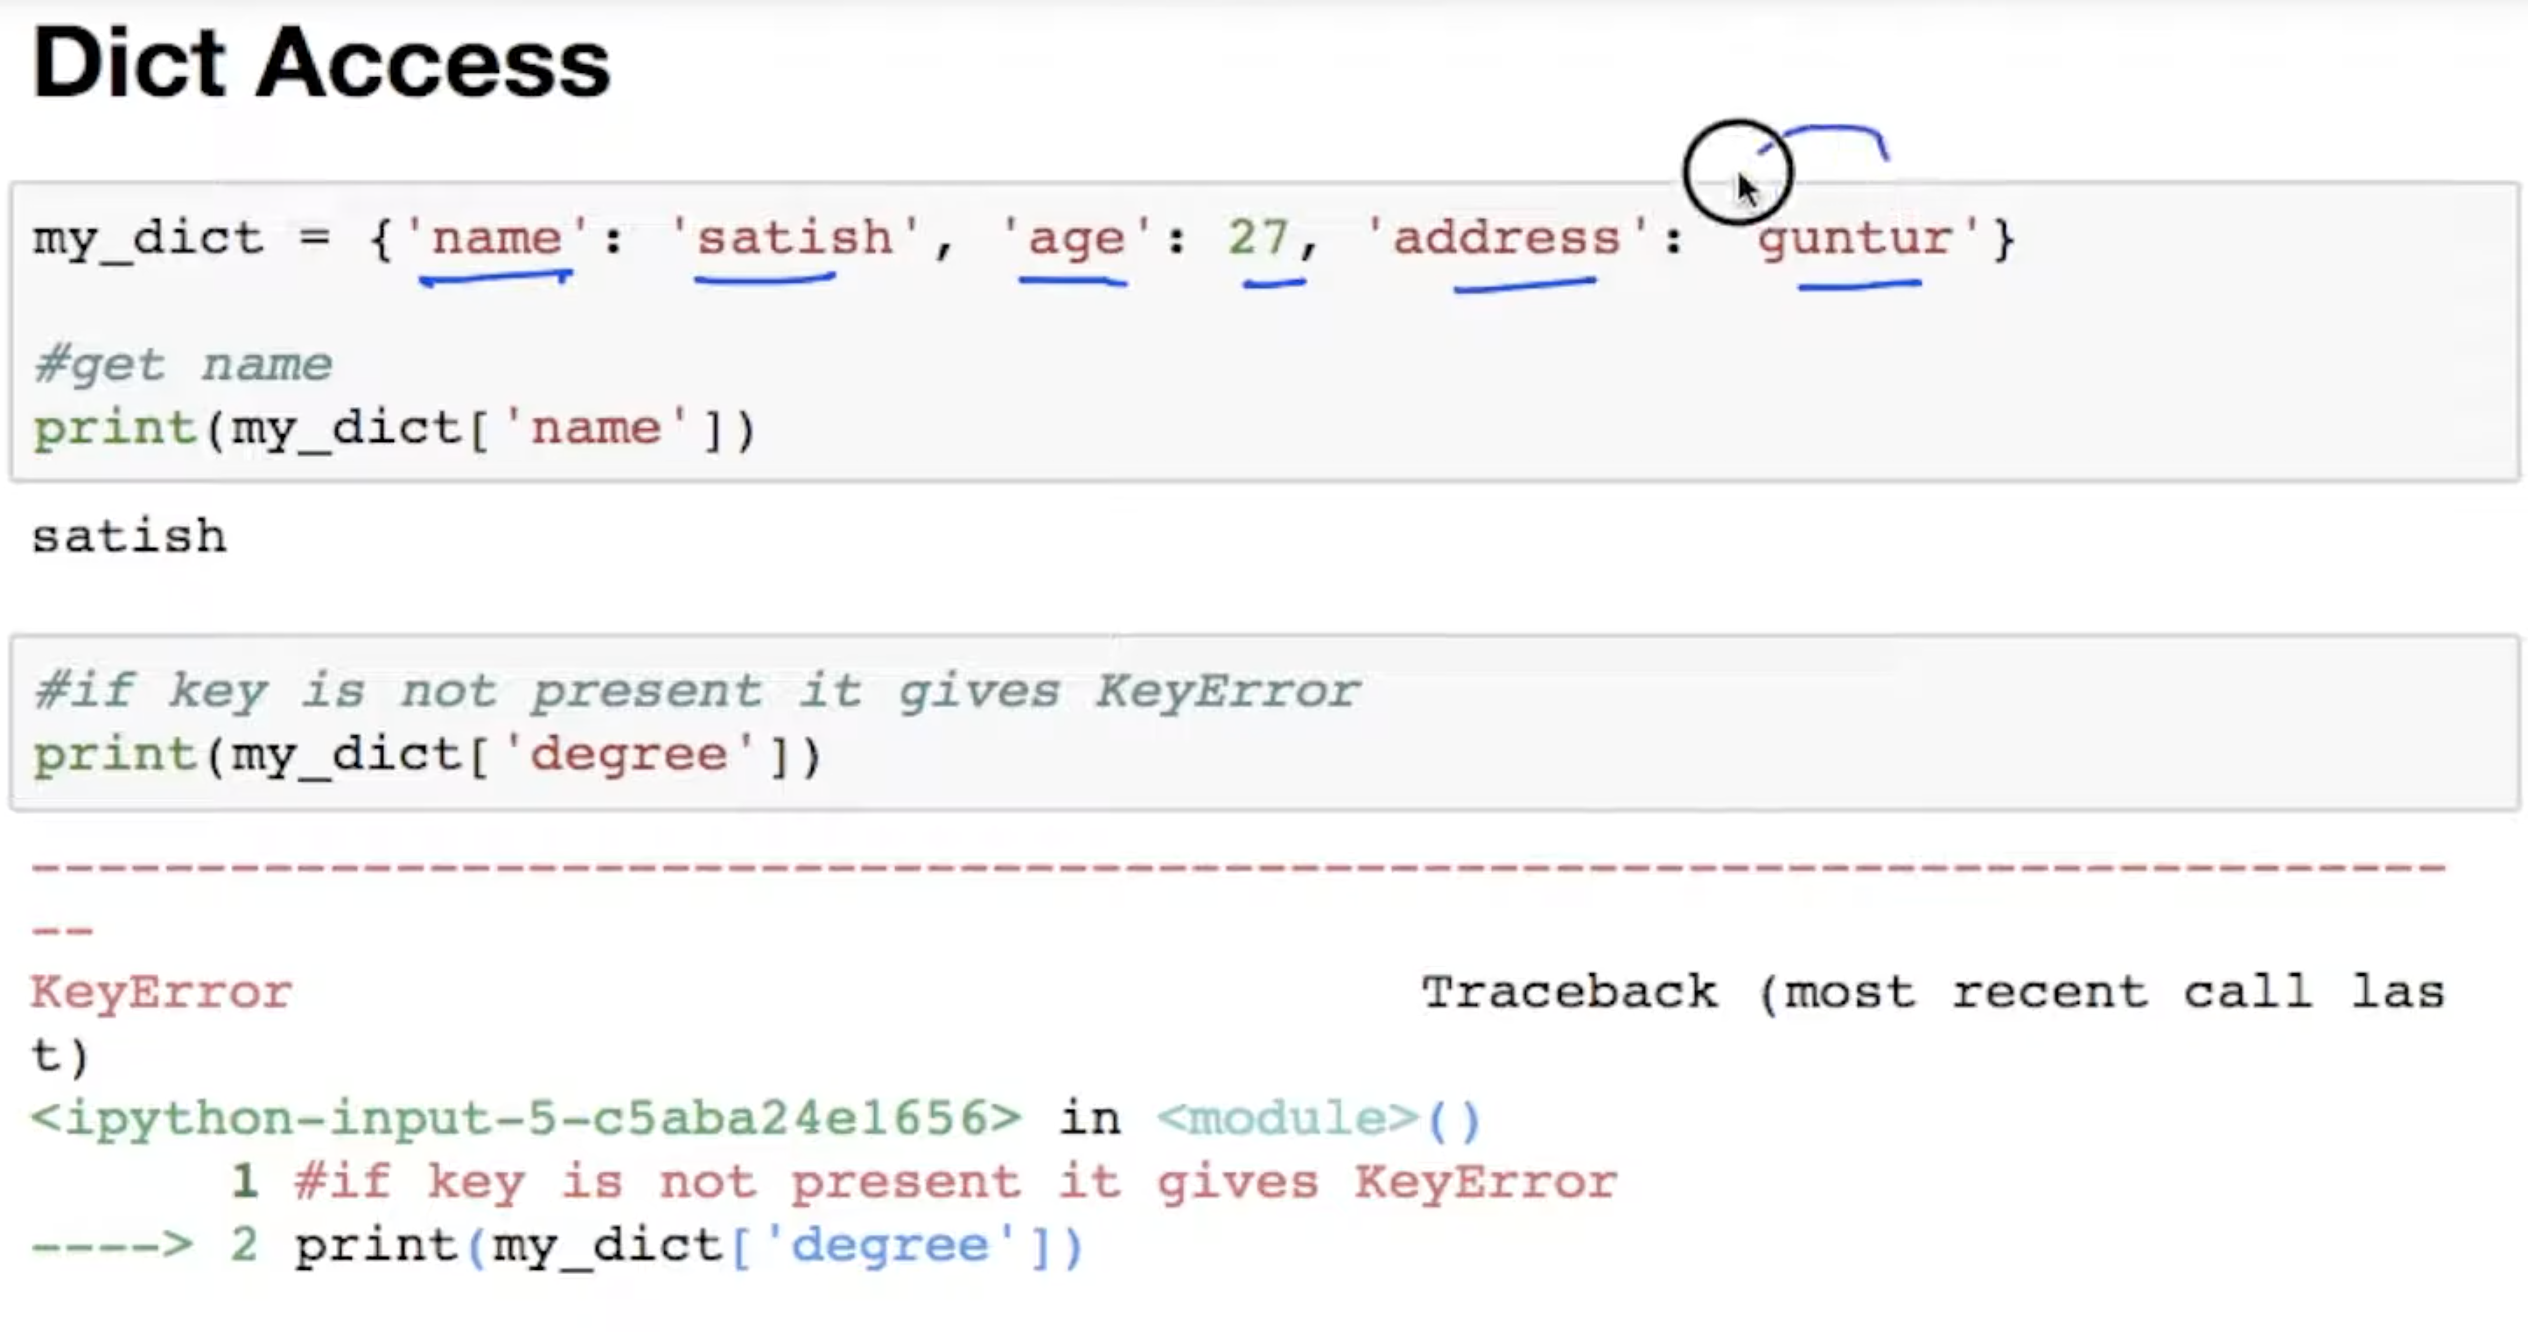 Dict Access
my_dict = {'name': 'satish', 'age': 27, 'address': 'guntur'}
#get name
print(my_dict['name'])
satish
#if key is not present it gives KeyError
print(my_dict['degree'])
--------------------------------------------------------------------------
--
KeyError                                  Traceback (most recent call las
t)
<ipython-input-5-c5aba24e1656> in <module>()
      1 #if key is not present it gives KeyError
----> 2 print(my_dict['degree'])